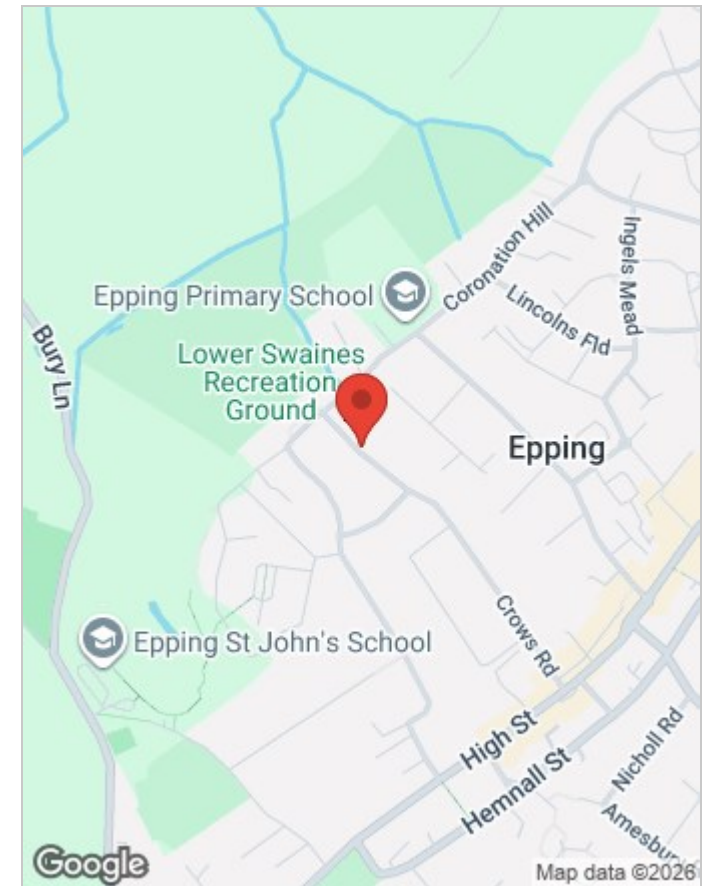 Coronation Hill
Ingels Mead
Epping Primary School
Lincolns Fld
Bury Ln
Lower Swaines
Recreation
Ground
Epping
Crows Rd
Epping St John's School
High St
Nicholl Rd
Hemnall St
Google
Map data ©2026